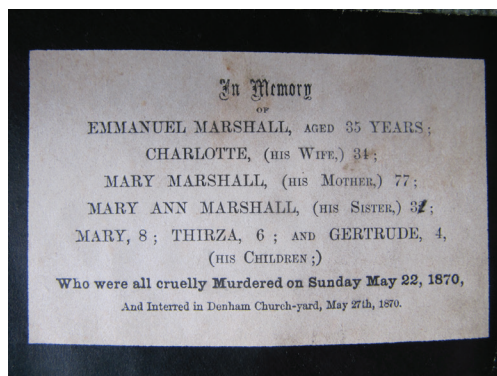 In Memory
OF
EMMANUEL MARSHALL, AGED 35 YEARS;
CHARLOTTE, (HIS WIFE,) 34;
MARY MARSHALL, (HIS MOTHER,) 77;
MARY ANN MARSHALL, (HIS SISTER,)
MARY, 8; THIRZA, 6; AND GERTRUDE, 4,
(HIS CHILDREN;)
Who were all cruelly Murdered on Sunday May 22, 1870,
And Interred in Denham Church-yard, May 27th, 1870.